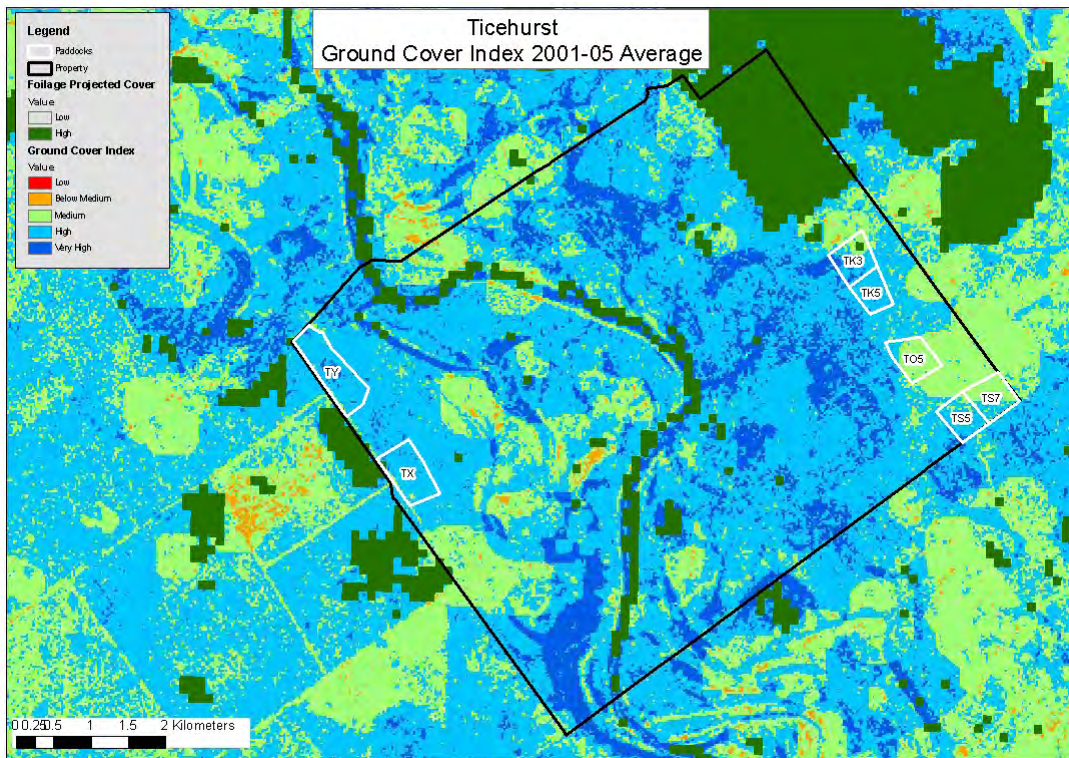 Ticehurst
Ground Cover Index 2001-05 Average
Legend
Paddocks
Property
Foilage Projected Cover
Value
Low
High
Ground Cover Index
Value
Low
Below Medium
Medium
High
Very High
TK3
TK5
TO5
TS7
TS5
TY
TX
0 0.25 0.5 1 1.5 2 Kilometers